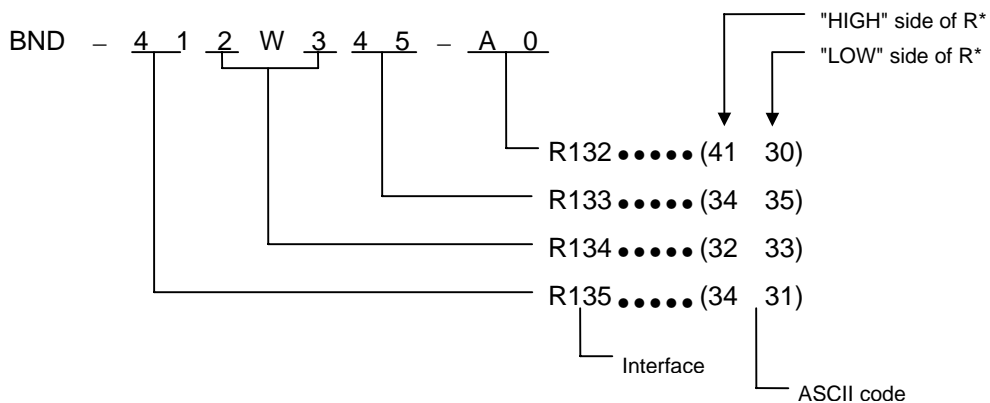 "HIGH" side of R*
BND – 4 1 2 W 3 4 5 - A 0
"LOW" side of R*
R132 ●●●●● (41 30)
R133 ●●●●● (34 35)
R134 ●●●●● (32 33)
R135 ●●●●● (34 31)
Interface
ASCII code